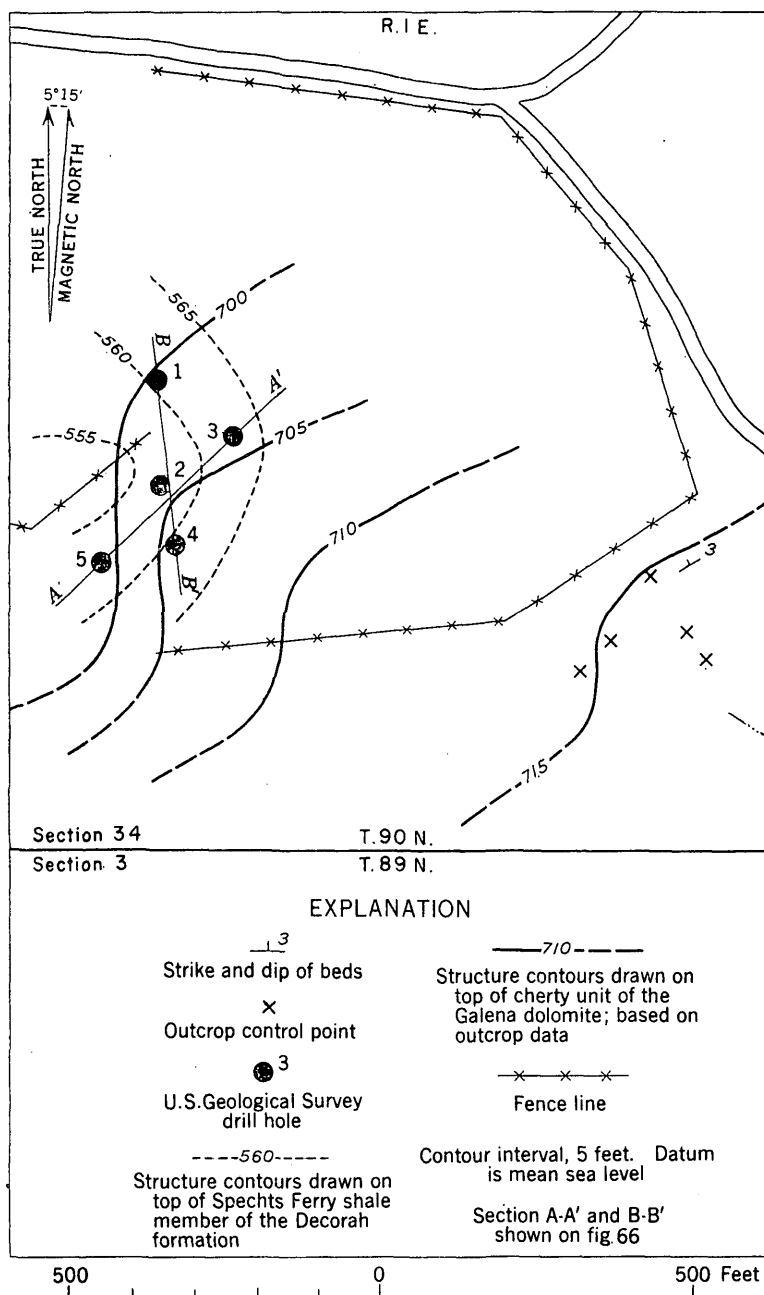 R.1 E.
5°15'
TRUE NORTH
MAGNETIC NORTH
700
565
B
560
1
A'
3
705
555
2
710
4
5
3
A
B'
715
Section 34
T.90 N.
Section 3
T.89 N.
EXPLANATION
3
Strike and dip of beds
Outcrop control point
3
U.S.Geological Survey
drill hole
560
Structure contours drawn on
top of Spechts Ferry shale
member of the Decorah
formation
710
Structure contours drawn on
top of cherty unit of the
Galena dolomite; based on
outcrop data
Fence line
Contour interval, 5 feet. Datum
is mean sea level
Section A-A' and B-B'
shown on fig. 66
500
0
500 Feet